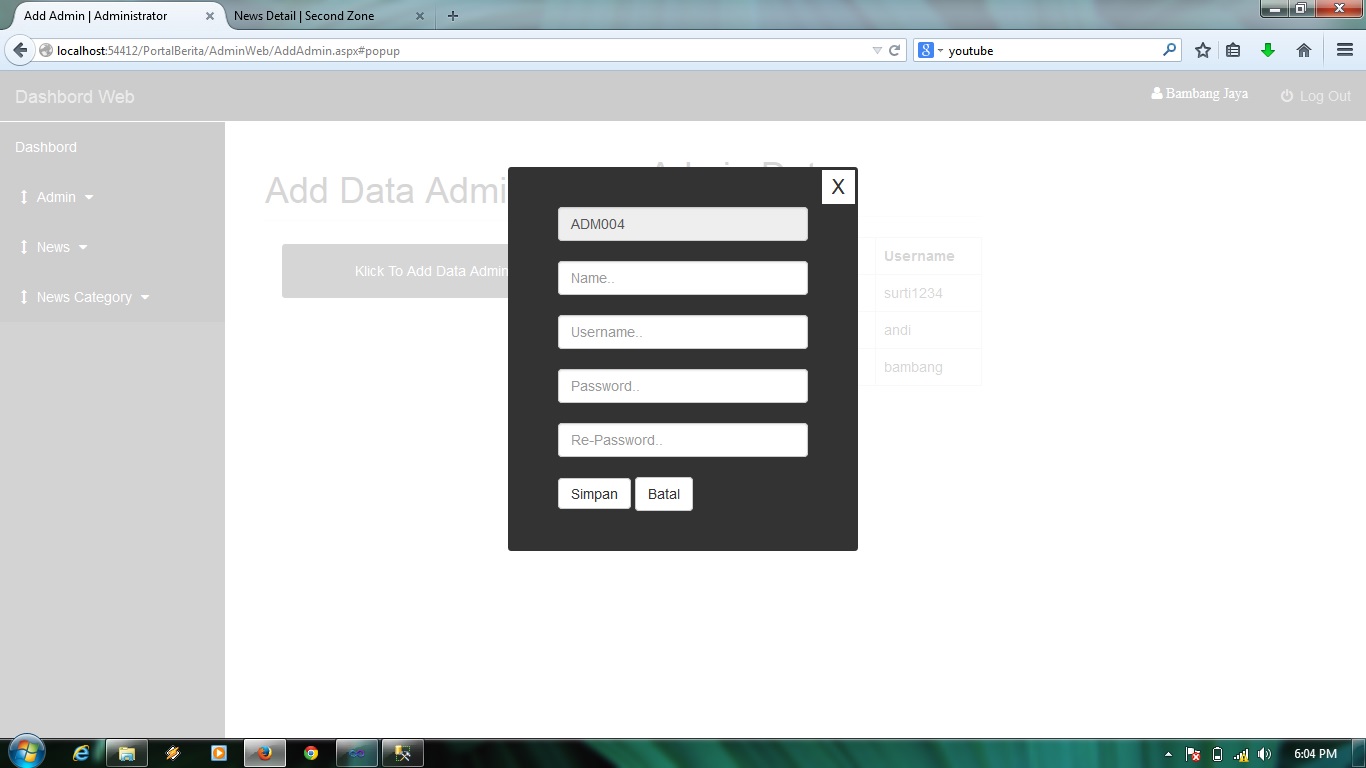 Add Admin | Administrator
News Detail | Second Zone
localhost:54412/PortalBerita/AdminWeb/AddAdmin.aspx#popup
8 youtube
Dashbord Web
Bambang Jaya
Log Out
Dashbord
Admin
News
News Category
Add Data Admi
Klick To Add Data Admin
X
ADM004
Name..
Username..
Password..
Re-Password..
Simpan Batal
Username
surti1234
andi
bambang
6:04 PM